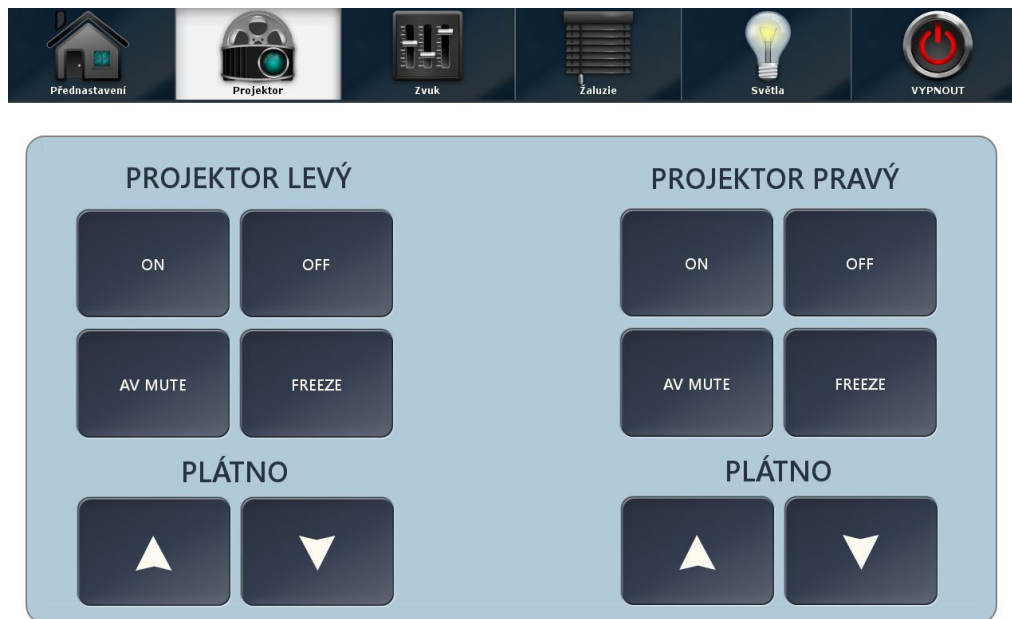 Přednastavení Projektor Zvuk Žaluzie Světla VYPNOUT
PROJEKTOR LEVÝ PROJEKTOR PRAVÝ
ON OFF ON OFF
AV MUTE FREEZE AV MUTE FREEZE
PLÁTNO PLÁTNO